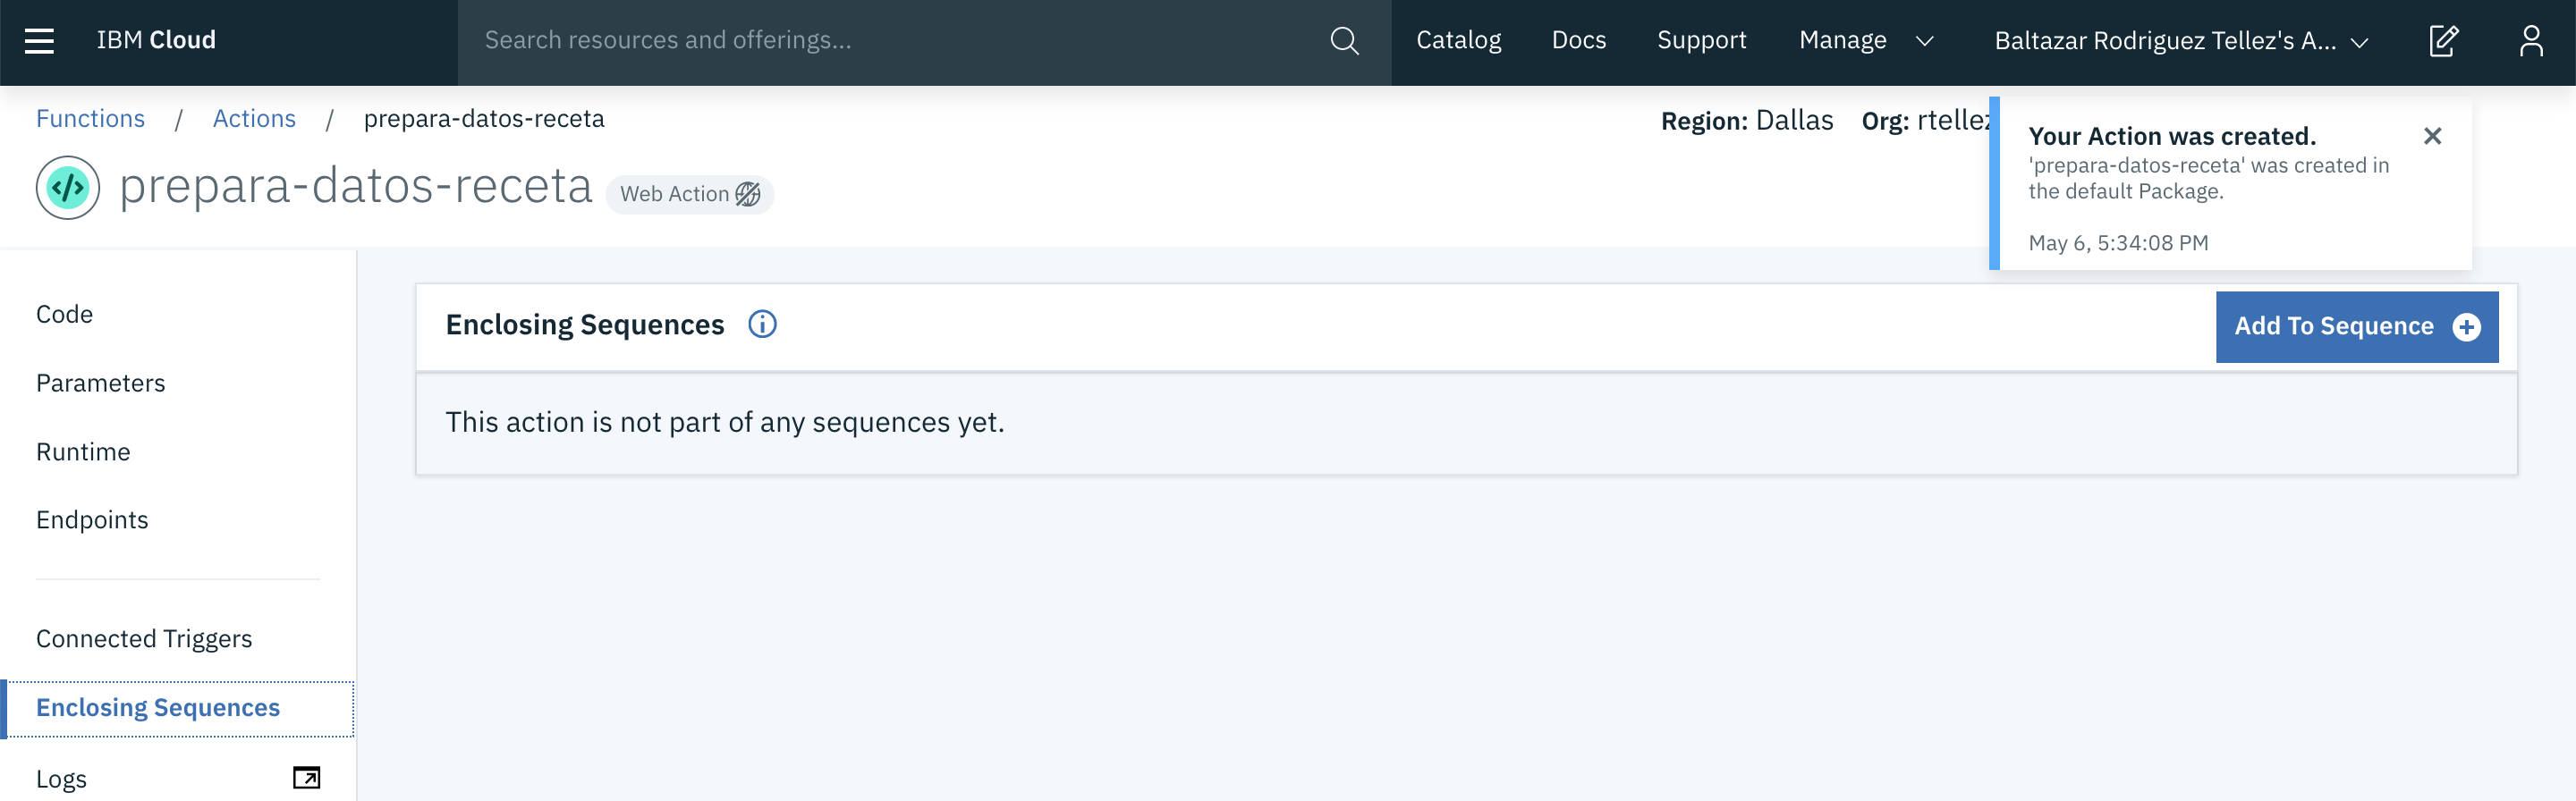 IBM Cloud
Search resources and offerings...
Catalog
Docs
Support
Manage
Baltazar Rodriguez Tellez's A...
Functions / Actions / prepara-datos-receta
Region: Dallas Org: rtellez
Your Action was created.
'prepara-datos-receta' was created in
the default Package.
May 6, 5:34:08 PM
</> prepara-datos-receta Web Action
Code
Parameters
Runtime
Endpoints
Connected Triggers
Enclosing Sequences
Logs
Enclosing Sequences
Add To Sequence
This action is not part of any sequences yet.